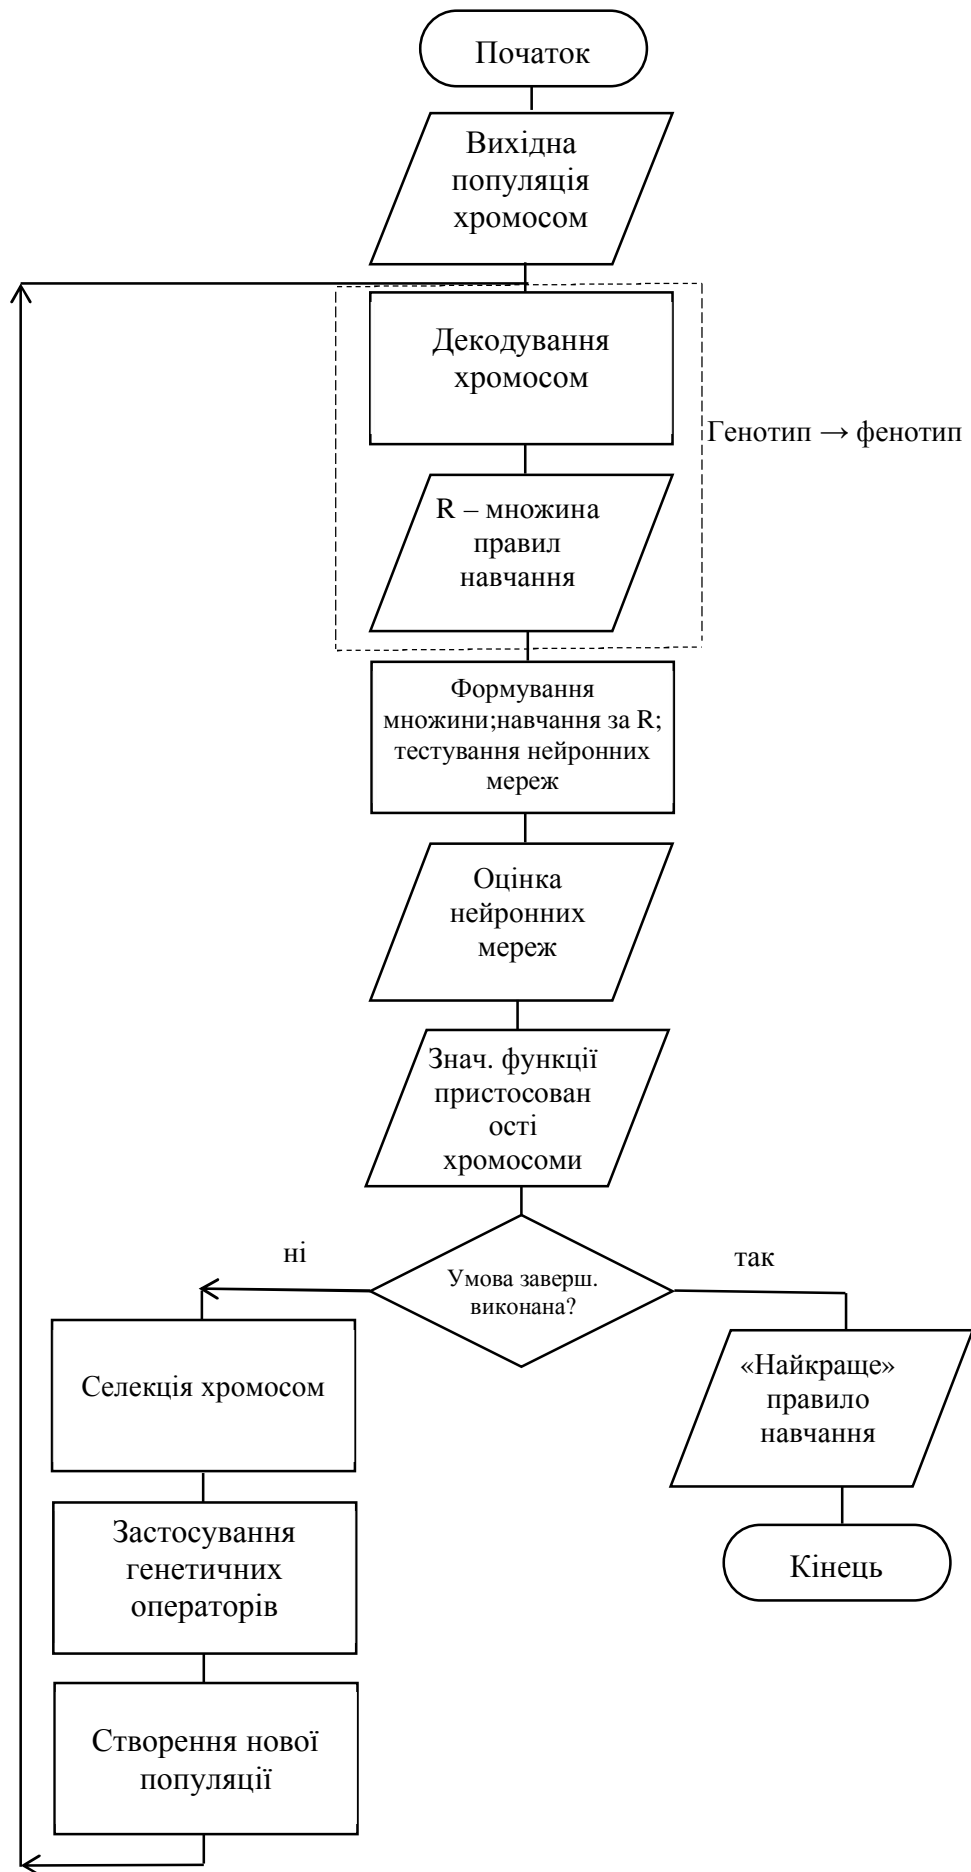 Початок
Вихідна
популяція
хромосом
Декодування
хромосом
Генотип → фенотип
R – множина
правил
навчання
Формування
множини;навчання за R;
тестування нейронних
мереж
Оцінка
нейронних
мереж
Знач. функції
пристосован
ості
хромосоми
ні
так
Умова заверш.
виконана?
Селекція хромосом
«Найкраще»
правило
навчання
Застосування
генетичних
операторів
Кінець
Створення нової
популяції